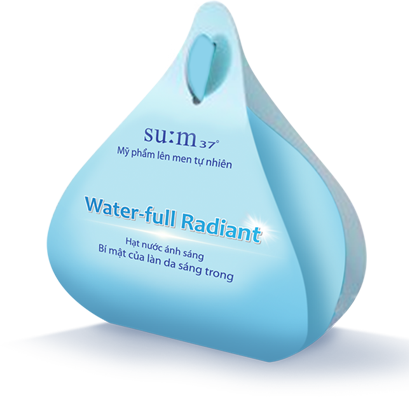 su:m37°
Mỹ phẩm lên men tự nhiên
Water-full Radiant
Hạt nước ánh sáng
Bí mật của làn da sáng trong